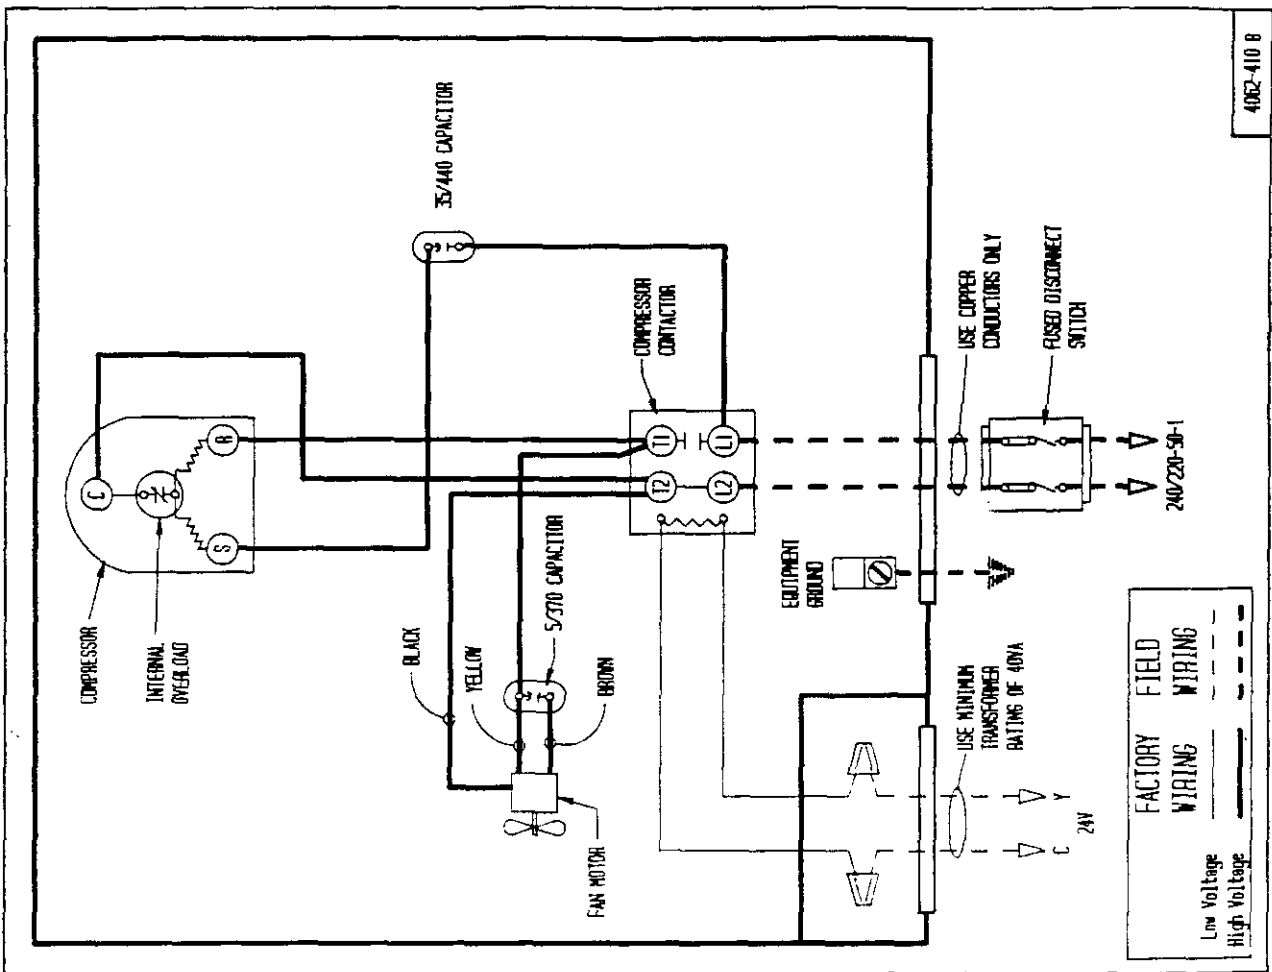 4062-410 B
COMPRESSOR
INTERNAL
OVERLOAD
C
S
R
35/440 CAPACITOR
BLACK
YELLOW
5/370 CAPACITOR
BROWN
FAN MOTOR
COMPRESSOR
CONTACTOR
T2
T1
L2
L1
EQUIPMENT
GROUND
USE COPPER
CONDUCTORS ONLY
FUSED DISCONNECT
SWITCH
240/220-50-1
USE MINIMUM
TRANSFORMER
RATING OF 40VA
C
Y
24V
FACTORY
WIRING
FIELD
WIRING
Low Voltage
High Voltage